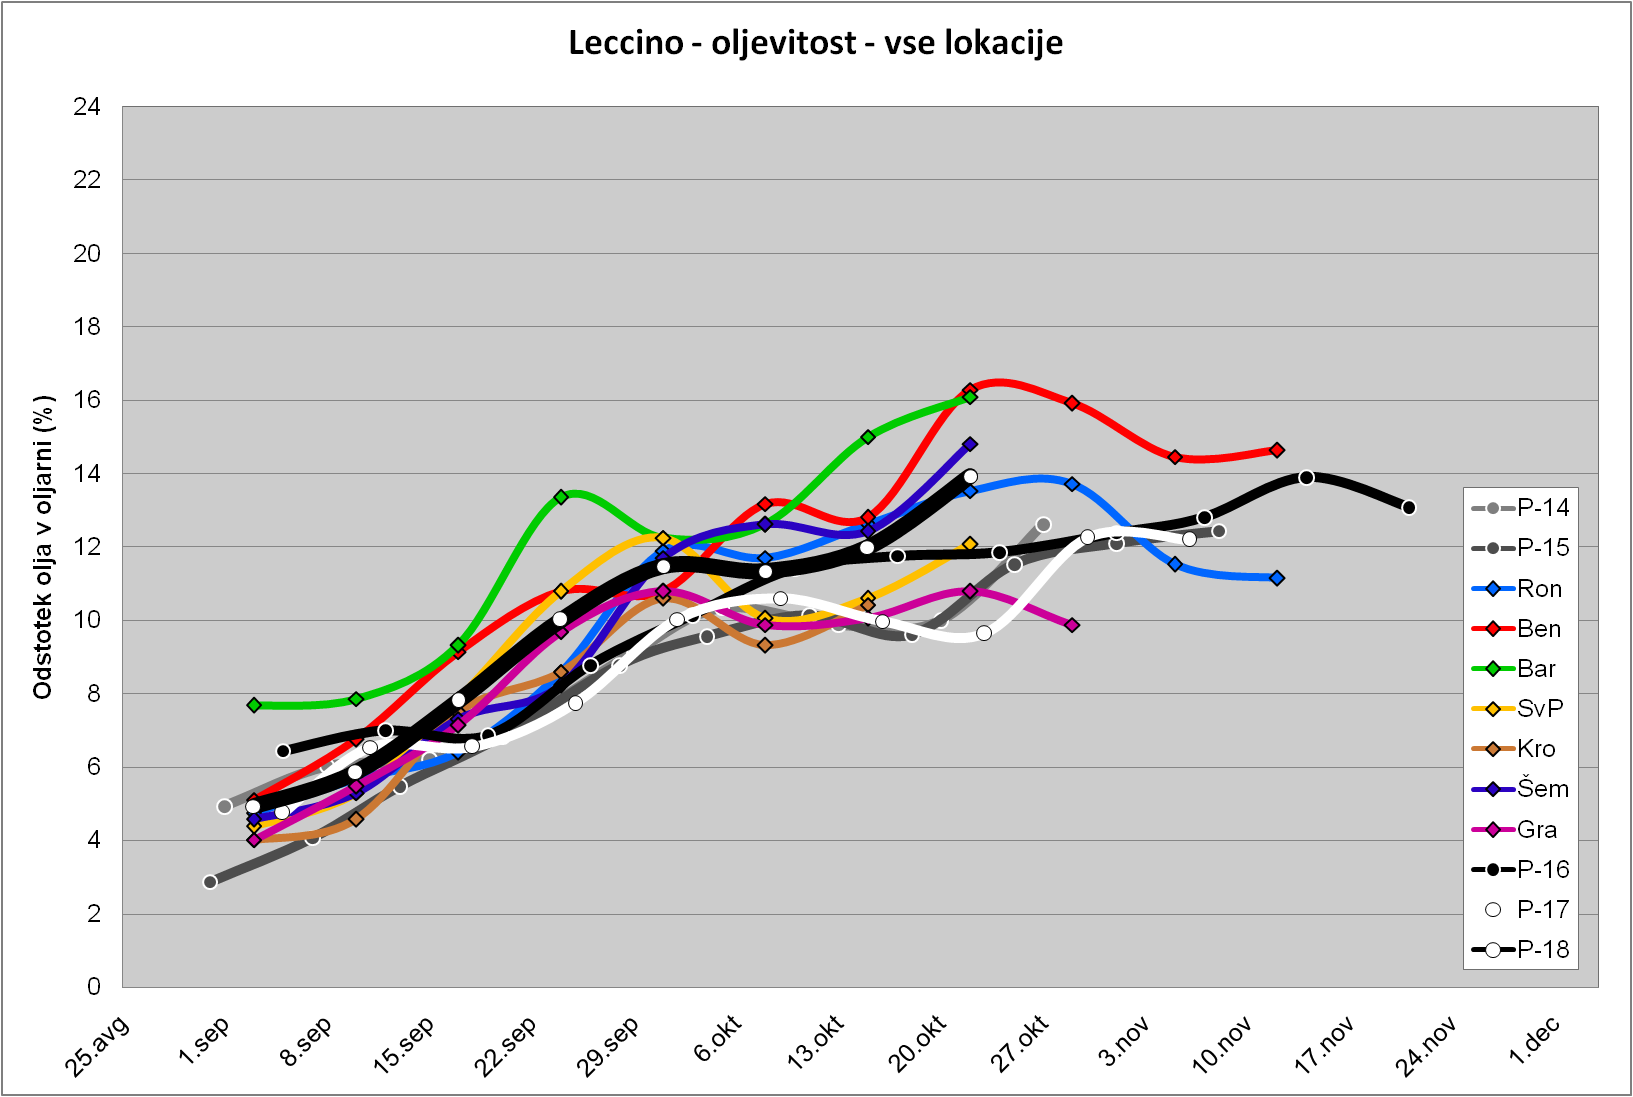 Leccino - oljevitost - vse lokacije
Odstotek olja v oljarni (%)
24
22
20
18
16
14
12
10
8
6
4
2
0
25.avg
1.sep
8.sep
15.sep
22.sep
29.sep
6.okt
13.okt
20.okt
27.okt
3.nov
10.nov
17.nov
24.nov
1.dec
P-14
P-15
Ron
Ben
Bar
SvP
Kro
Šem
Gra
P-16
P-17
P-18